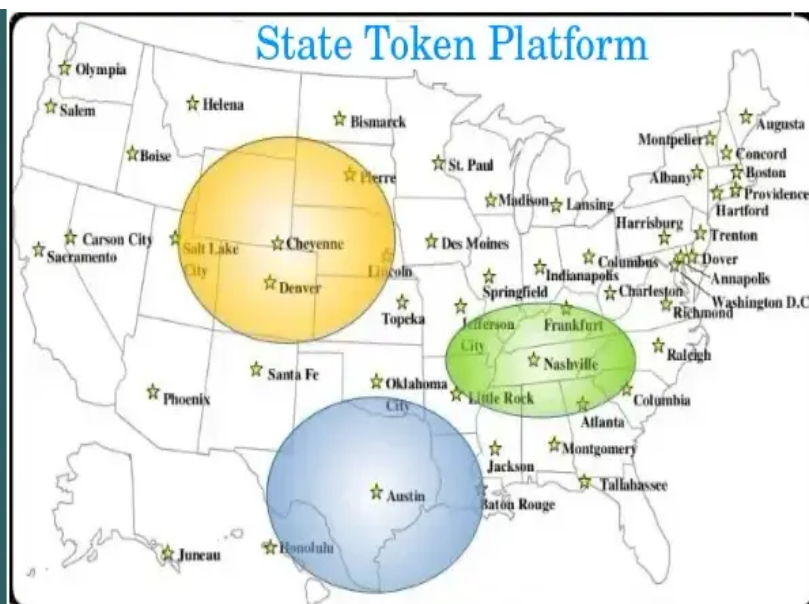 State Token Platform
Olympia
Salem
Helena
Bismarck
Augusta
Montpelier
Concord
Boise
St. Paul
Albany
Boston
Pierre
Providence
Madison
Lansing
Hartford
Harrisburg
Trenton
Carson City
Sacramento
Salt Lake
City
Cheyenne
Des Moines
Columbus
Dover
Lincoln
Indianapolis
Annapolis
Denver
Springfield
Charleston
Washington D.C
Topeka
Richmond
Jefferson
City
Frankfurt
Raleigh
Nashville
Santa Fe
Oklahoma
City
Phoenix
Little Rock
Columbia
Atlanta
Jackson
Montgomery
Austin
Baton Rouge
Tallahassee
Juneau
Honolulu